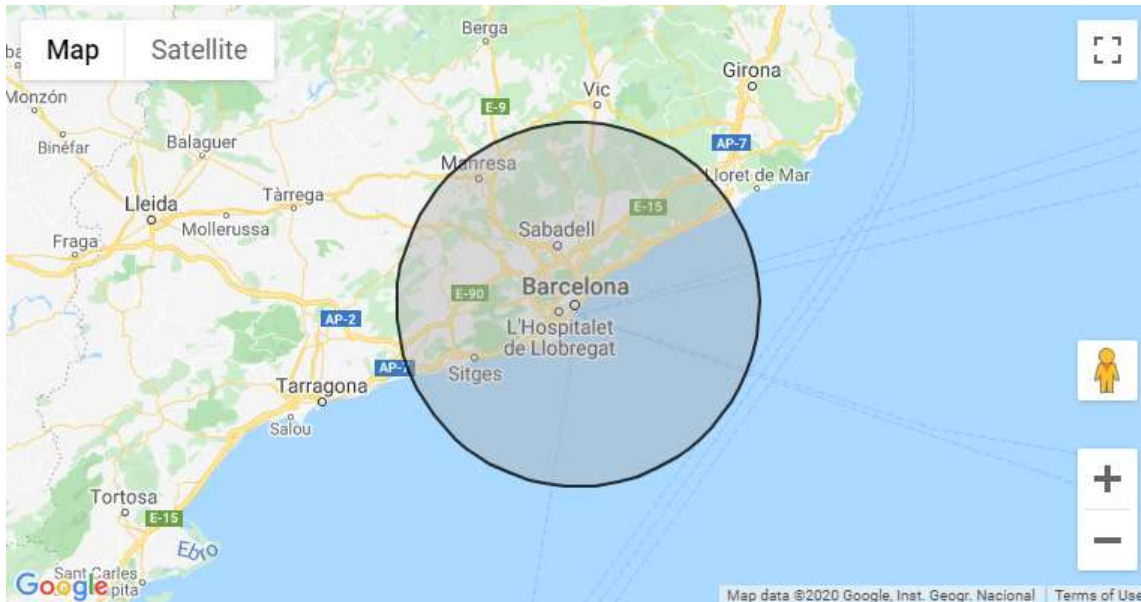 Map
Satellite
Berga
Girona
Vic
E-9
Monzón
AP-7
Binéfar
Balaguer
Manresa
Lloret de Mar
Tàrrega
Lleida
E-15
Mollerussa
Sabadell
Fraga
Barcelona
E-90
AP-2
L'Hospitalet
de Llobregat
AP-7
Sitges
Tarragona
Salou
Tortosa
E-15
Ebro
Sant Carles
Google
Map data ©2020 Google, Inst. Geogr. Nacional
Terms of Use